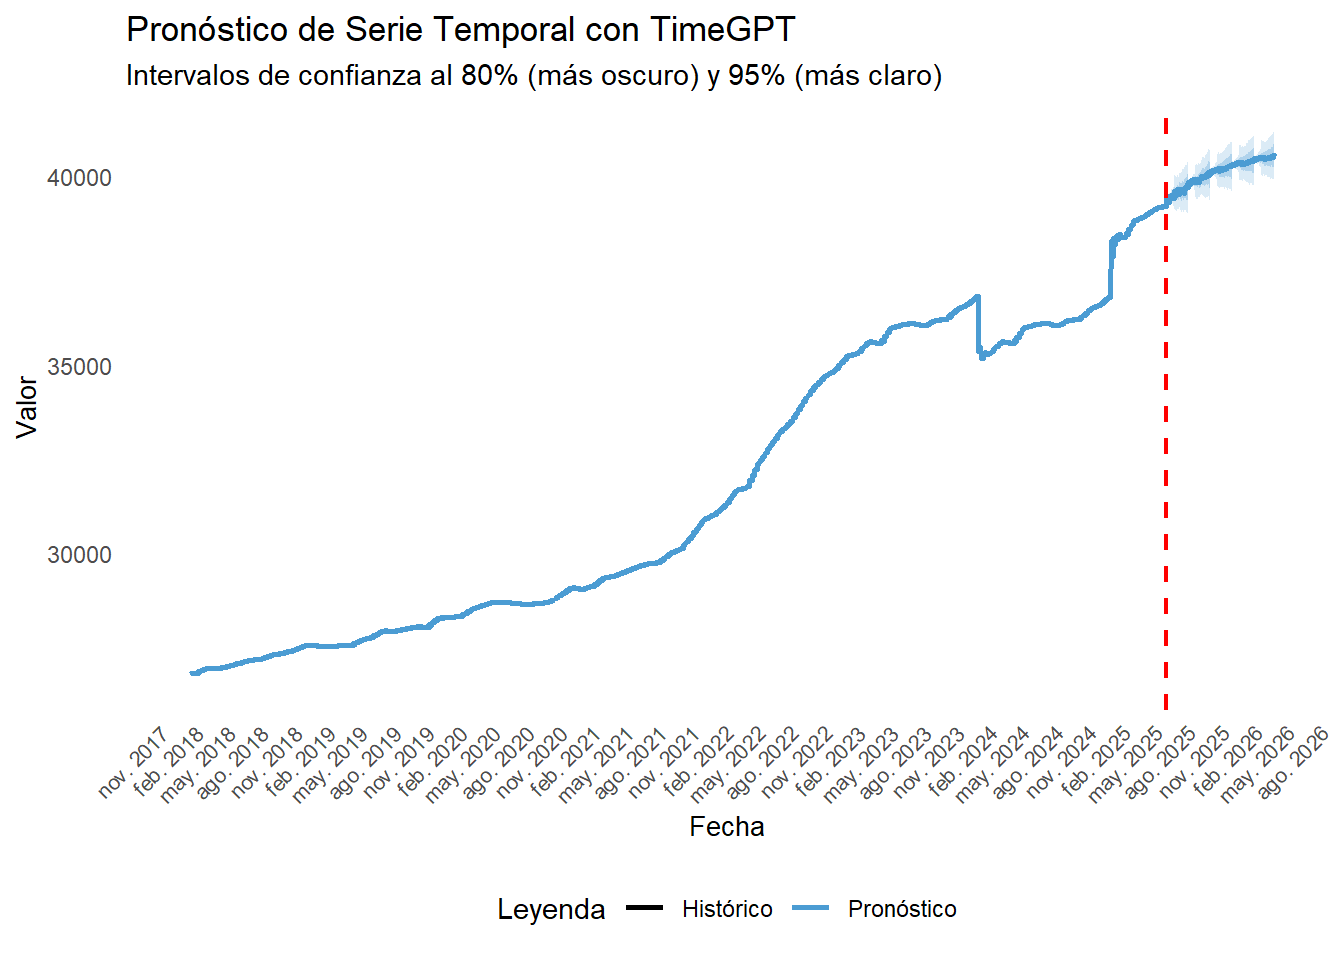 Pronóstico de Serie Temporal con TimeGPT
Intervalos de confianza al 80% (más oscuro) y 95% (más claro)
40000
35000
30000
Valor
nov. 2017
feb. 2018
may. 2018
ago. 2018
nov. 2018
feb. 2019
may. 2019
ago. 2019
nov. 2019
feb. 2020
may. 2020
ago. 2020
nov. 2020
feb. 2021
may. 2021
ago. 2021
nov. 2021
feb. 2022
may. 2022
ago. 2022
nov. 2022
feb. 2023
may. 2023
ago. 2023
nov. 2023
feb. 2024
may. 2024
ago. 2024
nov. 2024
feb. 2025
may. 2025
ago. 2025
nov. 2025
feb. 2026
may. 2026
ago. 2026
Fecha
Leyenda Histórico Pronóstico